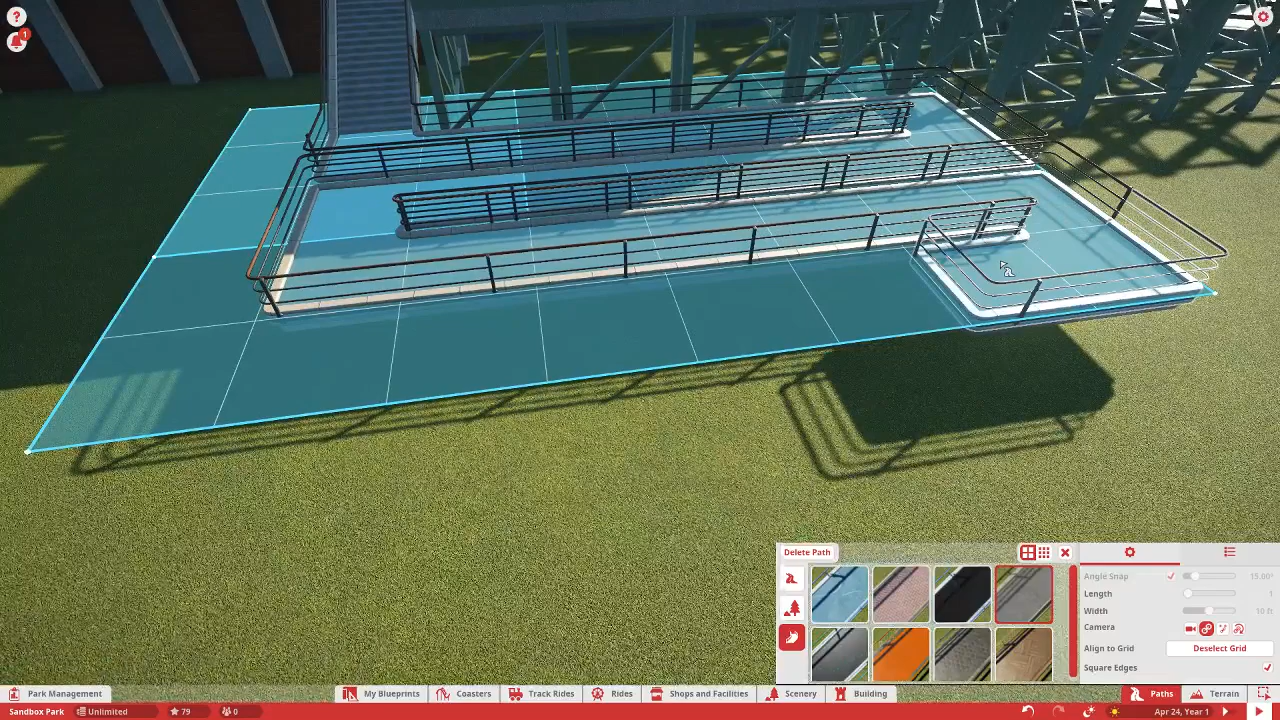 ?
1
Delete Path
Angle Snap 15.00°
Length 1
Width 10 ft
Camera
Align to Grid Deselect Grid
Square Edges
Park Management My Blueprints Coasters Track Rides Rides Shops and Facilities Scenery Building Paths Terrain
Sandbox Park Unlimited 79 0 Apr 24, Year 1